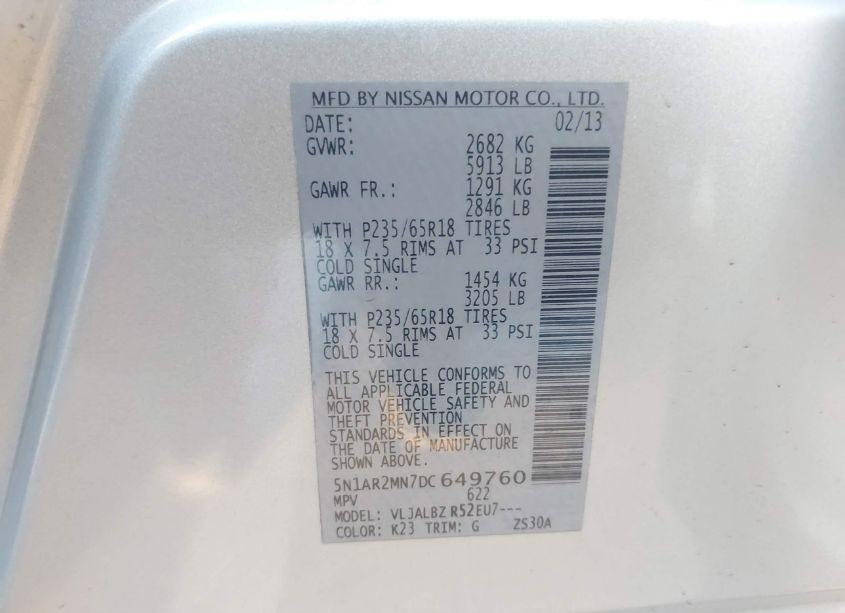 MFD BY NISSAN MOTOR CO., LTD.
DATE: 02/13
GVWR: 2682 KG
5913 LB
GAWR FR.: 1291 KG
2846 LB
WITH P235/65R18 TIRES
18 X 7.5 RIMS AT 33 PSI
COLD SINGLE
GAWR RR.: 1454 KG
3205 LB
WITH P235/65R18 TIRES
18 X 7.5 RIMS AT 33 PSI
COLD SINGLE
THIS VEHICLE CONFORMS TO
ALL APPLICABLE FEDERAL
MOTOR VEHICLE SAFETY AND
THEFT PREVENTION
STANDARDS IN EFFECT ON
THE DATE OF MANUFACTURE
SHOWN ABOVE.
5N1AR2MN7DC 649760
MPV 622
MODEL: VLJALBZ R52EU7---
COLOR: K23 TRIM: G ZS30A